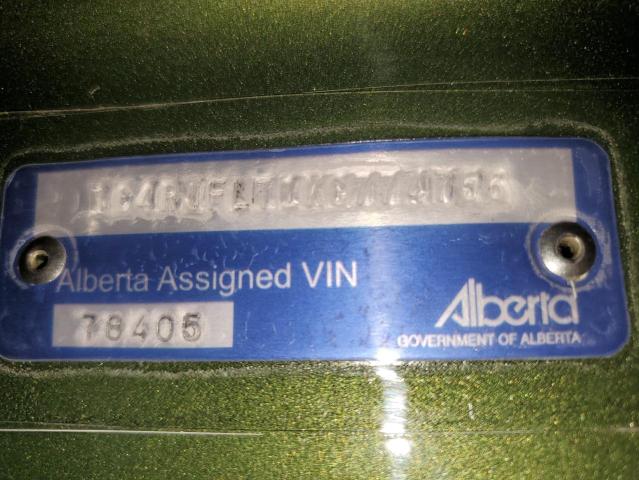 Alberta Assigned VIN
78405
Alberta
GOVERNMENT OF ALBERTA